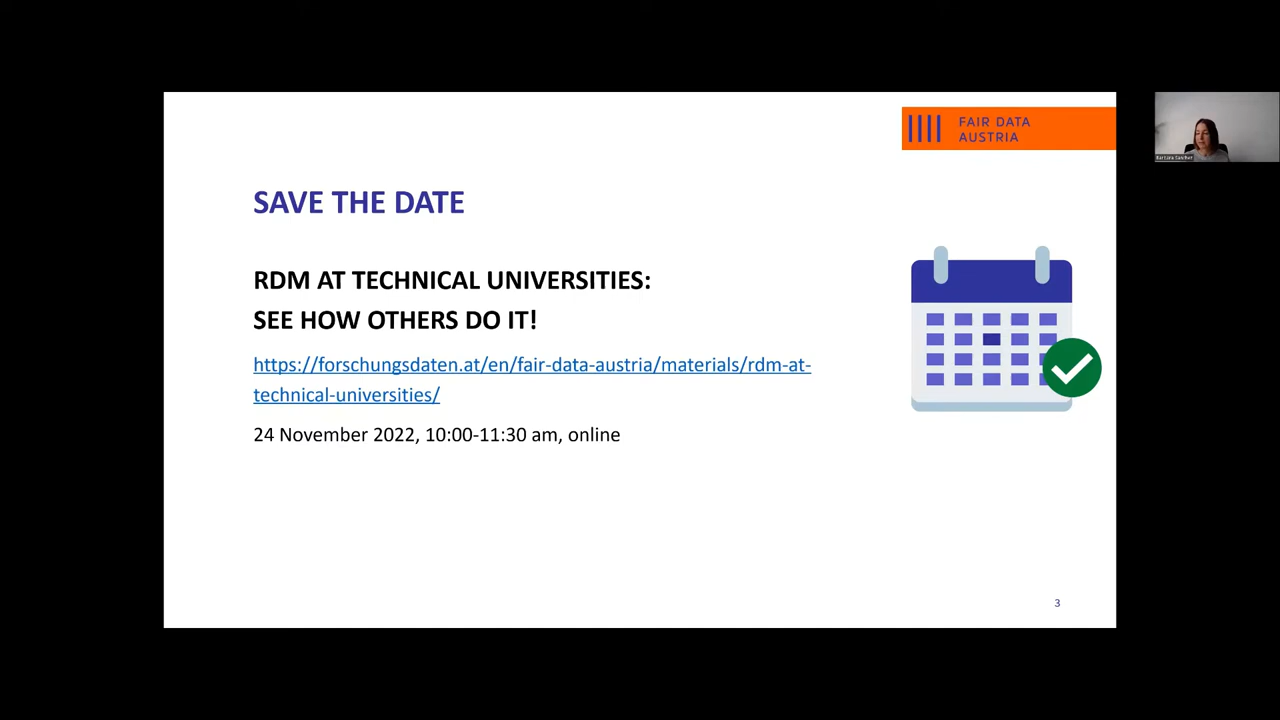 FAIR DATA
AUSTRIA
SAVE THE DATE
RDM AT TECHNICAL UNIVERSITIES:
SEE HOW OTHERS DO IT!
https://forschungsdaten.at/en/fair-data-austria/materials/rdm-at-
technical-universities/
24 November 2022, 10:00-11:30 am, online
3